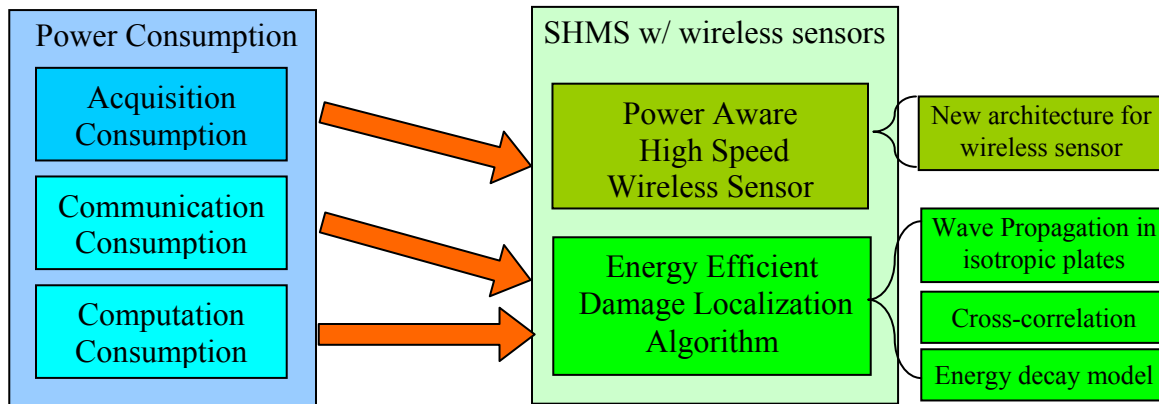 Power Consumption
Acquisition
Consumption
Communication
Consumption
Computation
Consumption
SHMS w/ wireless sensors
Power Aware
High Speed
Wireless Sensor
Energy Efficient
Damage Localization
Algorithm
New architecture for
wireless sensor
Wave Propagation in
isotropic plates
Cross-correlation
Energy decay model